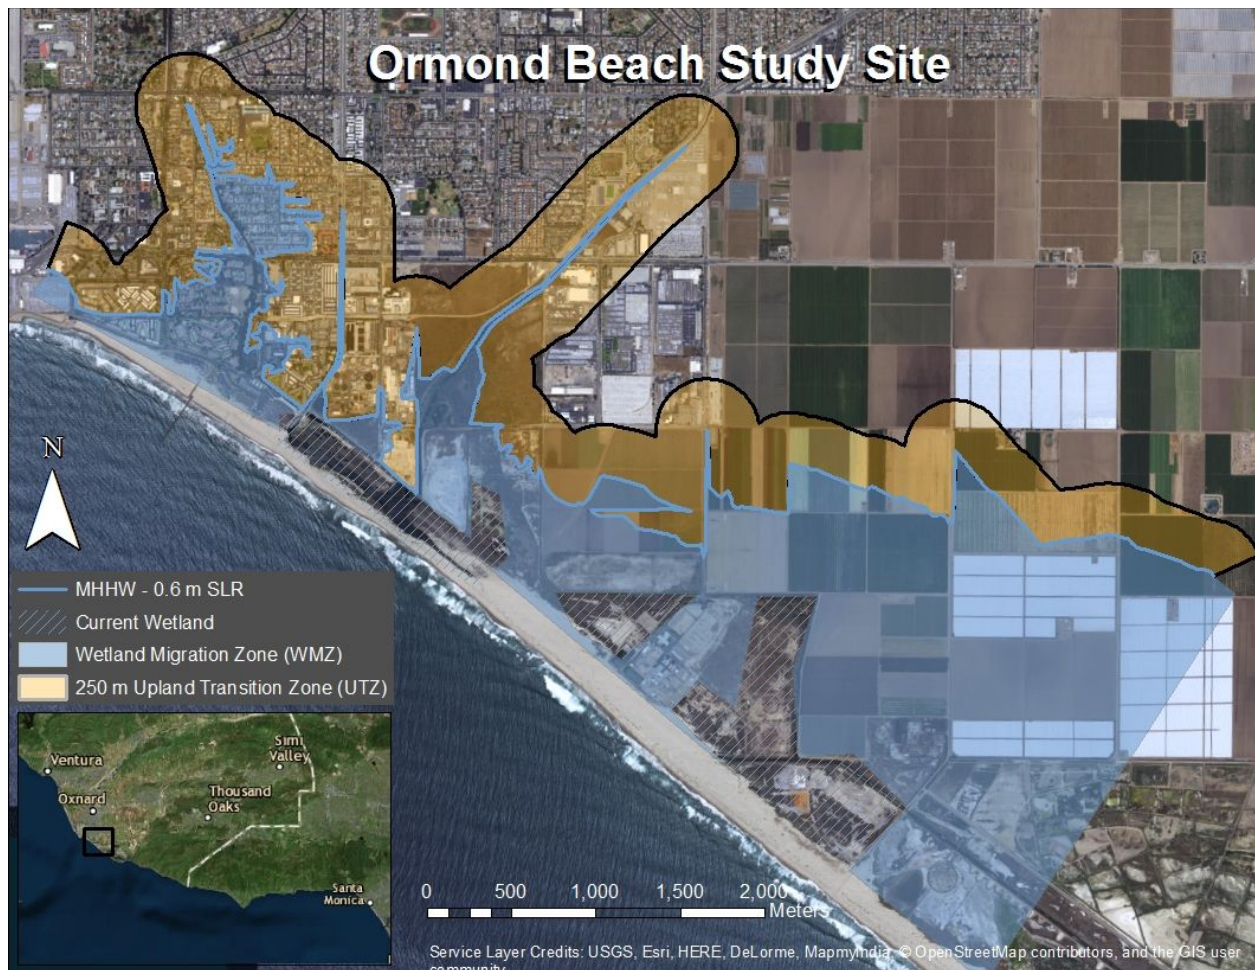 Ormond Beach Study Site
N
MHHW - 0.6 m SLR
Current Wetland
Wetland Migration Zone (WMZ)
250 m Upland Transition Zone (UTZ)
Ventura
Simi
Valley
Oxnard
Thousand
Oaks
Santa
Monica
0 500 1,000 1,500 2,000
Meters
Service Layer Credits: USGS, Esri, HERE, DeLorme, MapmyIndia, © OpenStreetMap contributors, and the GIS user
community